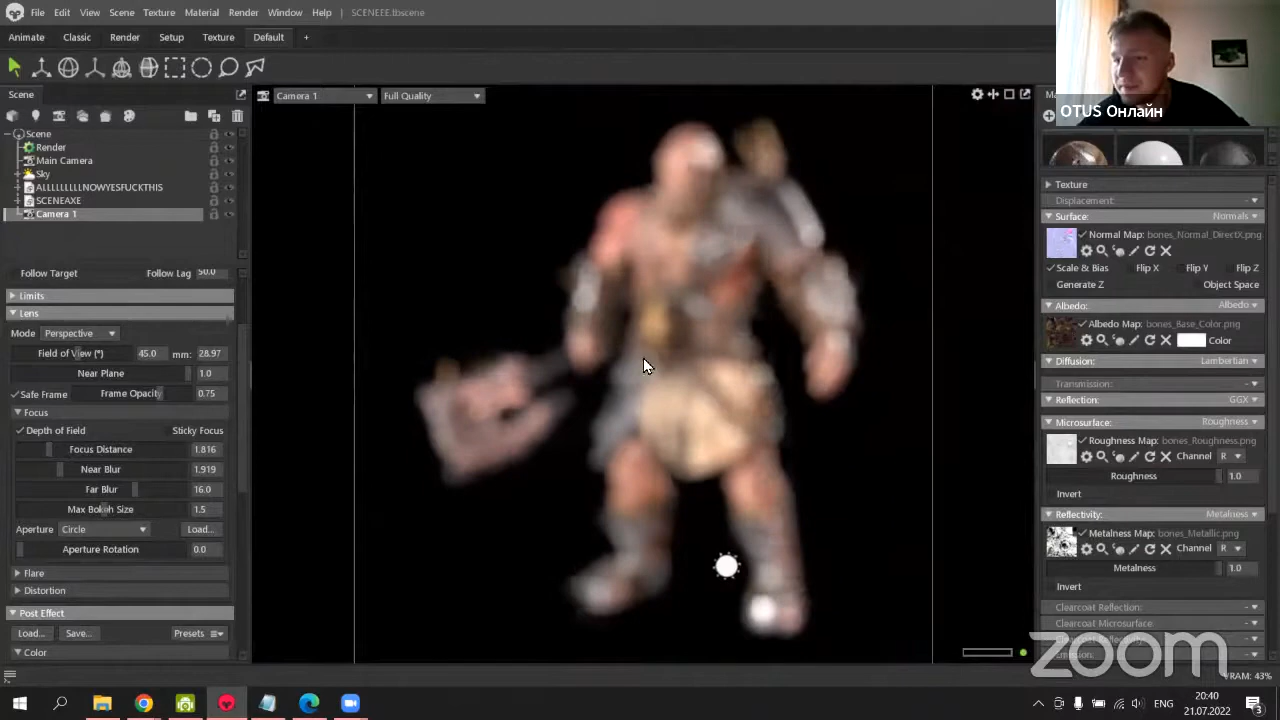 File Edit View Scene Texture Material Render Window Help SCENEEE.tbscene
Animate Classic Render Setup Texture Default +
OTUS Онлайн
Scene
Camera 1 Full Quality
Scene
Render
Main Camera
Sky
ALLLLLLLLLNOWYESFUCKTHIS
SCENEAXE
Camera 1
Follow Target Follow Lag 50.0
Limits
Lens
Mode Perspective
Field of View (°) 45.0 mm: 28.97
Near Plane 1.0
Safe Frame Frame Opacity 0.75
Focus
Depth of Field Sticky Focus
Focus Distance 1.816
Near Blur 1.919
Far Blur 16.0
Max Bokeh Size 1.5
Aperture Circle Load...
Aperture Rotation 0.0
Flare
Distortion
Post Effect
Load... Save... Presets
Color
Texture
Displacement: -
Surface: Normals
Normal Map: bones_Normal_DirectX.png
Scale & Bias Flip X Flip Y Flip Z
Generate Z Object Space
Albedo: Albedo
Albedo Map: bones_Base_Color.png
Color
Diffusion: Lambertian
Transmission: -
Reflection: GGX
Microsurface: Roughness
Roughness Map: bones_Roughness.png
Channel R
Roughness 1.0
Invert
Reflectivity: Metalness
Metalness Map: bones_Metallic.png
Channel R
Metalness 1.0
Invert
Clearcoat Reflection: -
Clearcoat Microsurface: -
Clearcoat Reflectivity: -
Emission: -
zoom
VRAM: 43%
ENG
20:40
21.07.2022
3